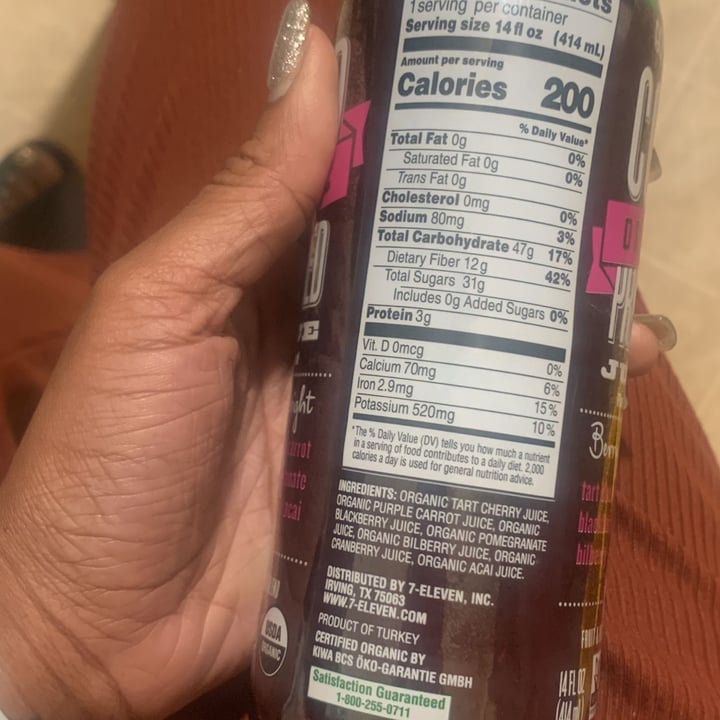 1 serving per container
Serving size 14 fl oz (414 mL)
Amount per serving
Calories 200
% Daily Value*
Total Fat 0g 0%
Saturated Fat 0g 0%
Trans Fat 0g
Cholesterol 0mg 0%
Sodium 80mg 3%
Total Carbohydrate 47g 17%
Dietary Fiber 12g 42%
Total Sugars 31g
Includes 0g Added Sugars 0%
Protein 3g
Vit. D 0mcg 0%
Calcium 70mg 6%
Iron 2.9mg 15%
Potassium 520mg 10%
*The % Daily Value (DV) tells you how much a nutrient
in a serving of food contributes to a daily diet. 2,000
calories a day is used for general nutrition advice.
INGREDIENTS: ORGANIC TART CHERRY JUICE,
ORGANIC PURPLE CARROT JUICE, ORGANIC
BLACKBERRY JUICE, ORGANIC POMEGRANATE
JUICE, ORGANIC BILBERRY JUICE, ORGANIC
CRANBERRY JUICE, ORGANIC ACAI JUICE.
DISTRIBUTED BY 7-ELEVEN, INC.
IRVING, TX 75063
WWW.7-ELEVEN.COM
PRODUCT OF TURKEY
CERTIFIED ORGANIC BY
KIWA BCS ÖKO-GARANTIE GMBH
Satisfaction Guaranteed
1-800-255-0711
USDA
ORGANIC
tart
14 FL OZ